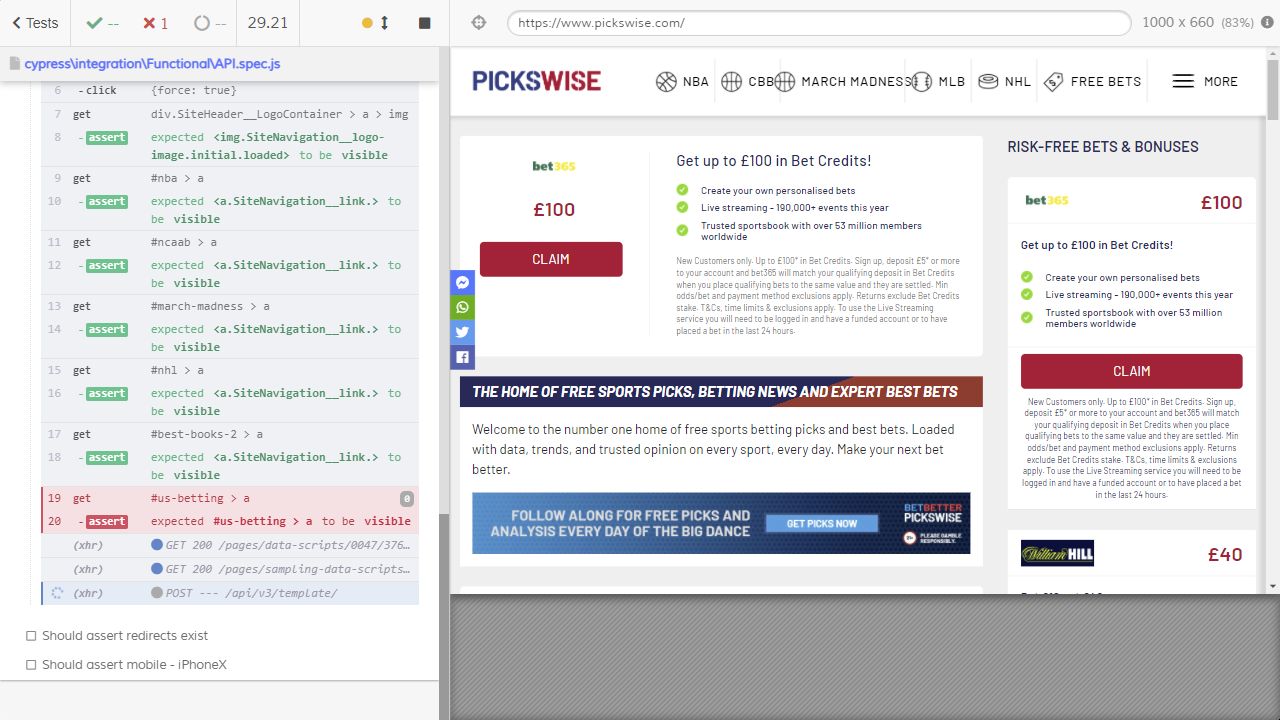 Tests
--
1
--
29.21
https://www.pickswise.com/
1000 x 660 (83%)
cypress\integration\Functional\API.spec.js
6 -click {force: true}
7 get div.SiteHeader__LogoContainer > a > img
8 -assert expected <img.SiteNavigation__logo-
image.initial.loaded> to be visible
9 get #nba > a
10 -assert expected <a.SiteNavigation__link.> to
be visible
11 get #ncaab > a
12 -assert expected <a.SiteNavigation__link.> to
be visible
13 get #march-madness > a
14 -assert expected <a.SiteNavigation__link.> to
be visible
15 get #nhl > a
16 -assert expected <a.SiteNavigation__link.> to
be visible
17 get #best-books-2 > a
18 -assert expected <a.SiteNavigation__link.> to
be visible
19 get #us-betting > a 0
20 -assert expected #us-betting > a to be visible
(xhr) GET 200 /pages/data-scripts/0047/376…
(xhr) GET 200 /pages/sampling-data-scripts…
(xhr) POST --- /api/v3/template/
Should assert redirects exist
Should assert mobile - iPhoneX
PICKSWISE
NBA
CBB
MARCH MADNESS
MLB
NHL
FREE BETS
MORE
bet365
£100
CLAIM
Get up to £100 in Bet Credits!
Create your own personalised bets
Live streaming - 190,000+ events this year
Trusted sportsbook with over 53 million members
worldwide
New Customers only. Up to £100* in Bet Credits. Sign up, deposit £5* or more
to your account and bet365 will match your qualifying deposit in Bet Credits
when you place qualifying bets to the same value and they are settled. Min
odds/bet and payment method exclusions apply. Returns exclude Bet Credits
stake. T&Cs, time limits & exclusions apply. To use the Live Streaming
service you will need to be logged in and have a funded account or to have
placed a bet in the last 24 hours.
THE HOME OF FREE SPORTS PICKS, BETTING NEWS AND EXPERT BEST BETS
Welcome to the number one home of free sports betting picks and best bets. Loaded
with data, trends, and trusted opinion on every sport, every day. Make your next bet
better.
FOLLOW ALONG FOR FREE PICKS AND
ANALYSIS EVERY DAY OF THE BIG DANCE
GET PICKS NOW
BETBETTER
PICKSWISE
PLEASE GAMBLE
RESPONSIBLY.
RISK-FREE BETS & BONUSES
bet365
£100
Get up to £100 in Bet Credits!
Create your own personalised bets
Live streaming - 190,000+ events this year
Trusted sportsbook with over 53 million
members worldwide
CLAIM
New Customers only. Up to £100* in Bet Credits. Sign up,
deposit £5* or more to your account and bet365 will match
your qualifying deposit in Bet Credits when you place
qualifying bets to the same value and they are settled. Min
odds/bet and payment method exclusions apply. Returns
exclude Bet Credits stake. T&Cs, time limits & exclusions
apply. To use the Live Streaming service you will need to be
logged in and have a funded account or to have placed a bet
in the last 24 hours.
William HILL
£40